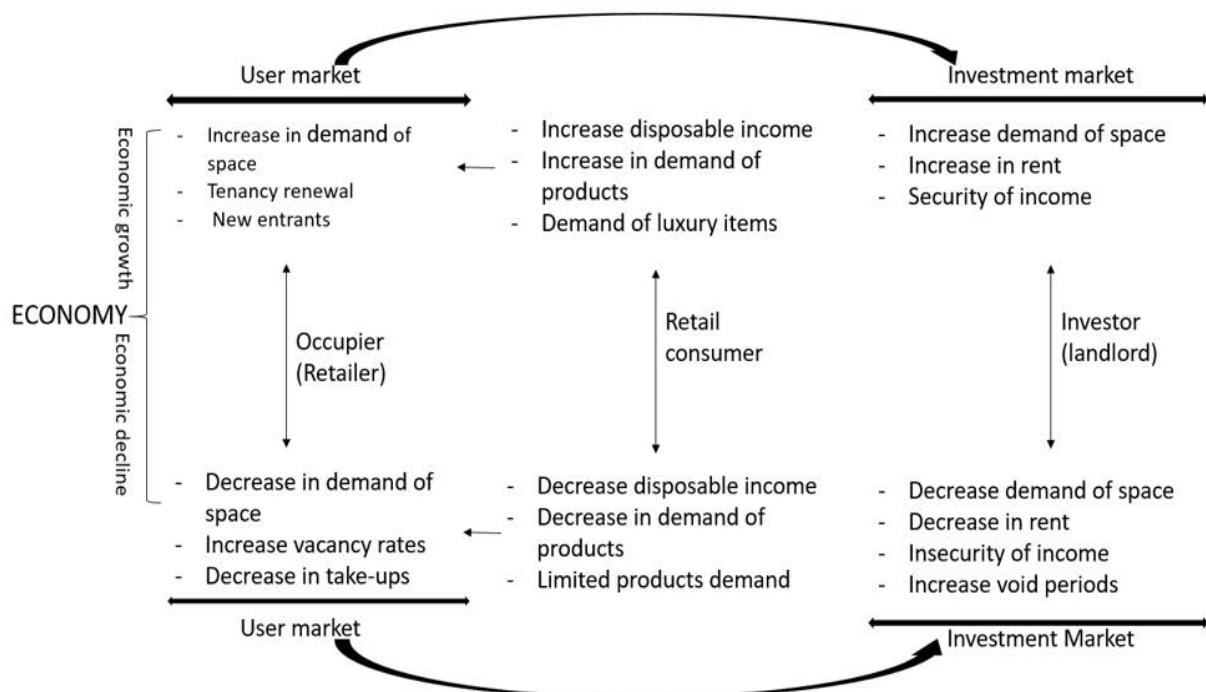 User market
Investment market
Economic growth
- Increase in demand of
space
- Tenancy renewal
- New entrants
- Increase disposable income
- Increase in demand of
products
- Demand of luxury items
- Increase demand of space
- Increase in rent
- Security of income
ECONOMY
Occupier
(Retailer)
Retail
consumer
Investor
(landlord)
Economic decline
- Decrease in demand of
space
- Increase vacancy rates
- Decrease in take-ups
- Decrease disposable income
- Decrease in demand of
products
- Limited products demand
- Decrease demand of space
- Decrease in rent
- Insecurity of income
- Increase void periods
User market
Investment Market